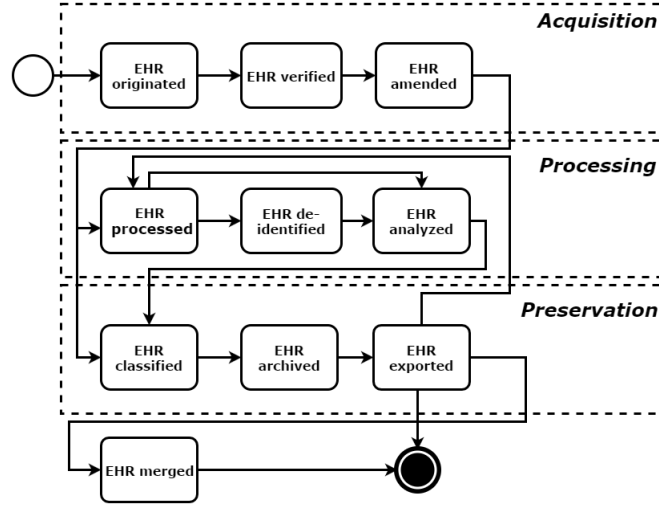 Acquisition
EHR
originated
EHR verified
EHR
amended
Processing
EHR
processed
EHR de-
identified
EHR
analyzed
Preservation
EHR
classified
EHR
archived
EHR
exported
EHR merged